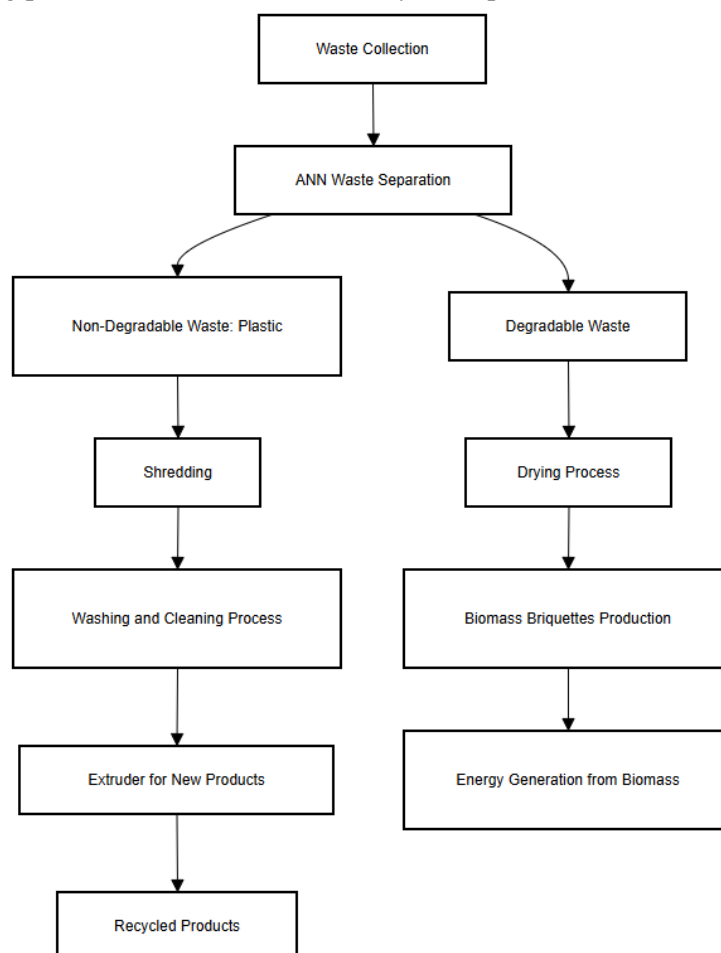 Waste Collection
ANN Waste Separation
Non-Degradable Waste: Plastic
Degradable Waste
Shredding
Drying Process
Washing and Cleaning Process
Biomass Briquettes Production
Extruder for New Products
Energy Generation from Biomass
Recycled Products